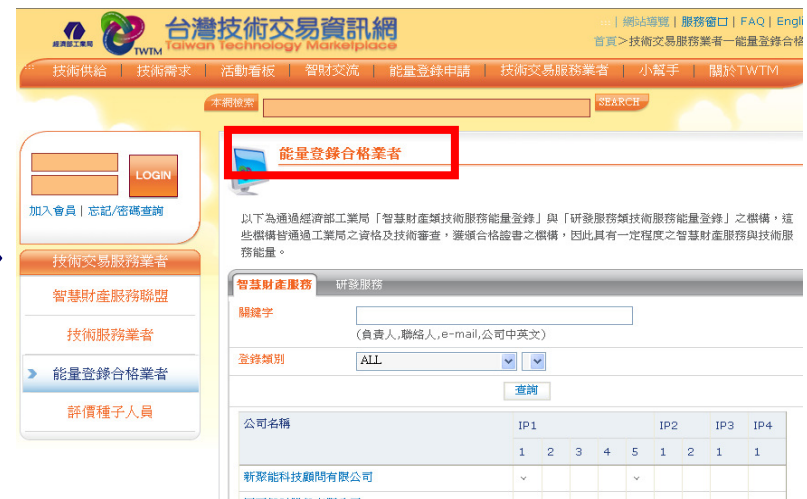 經濟部工業局
TWTM
台灣技術交易資訊網
Taiwan Technology Marketplace
::: | 網站導覽 | 服務窗口 | FAQ | Engli
首頁>技術交易服務業者—能量登錄合格
::: 技術供給 | 技術需求 | 活動看板 | 智財交流 | 能量登錄申請 | 技術交易服務業者 | 小幫手 | 關於TWTM
本網檢索
SEARCH
LOGIN
加入會員 | 忘記/密碼查詢
技術交易服務業者
智慧財產服務聯盟
技術服務業者
能量登錄合格業者
評價種子人員
能量登錄合格業者
以下為通過經濟部工業局「智慧財產類技術服務能量登錄」與「研發服務類技術服務能量登錄」之機構，這
些機構皆通過工業局之資格及技術審查，獲頒合格證書之機構，因此具有一定程度之智慧財產服務與技術服
務能量。
智慧財產服務 研發服務
關鍵字
(負責人,聯絡人,e-mail,公司中英文)
登錄類別 ALL
查詢
公司名稱 IP1 IP2 IP3 IP4
1 2 3 4 5 1 2 1 1
新聚能科技顧問有限公司 ˇ ˇ